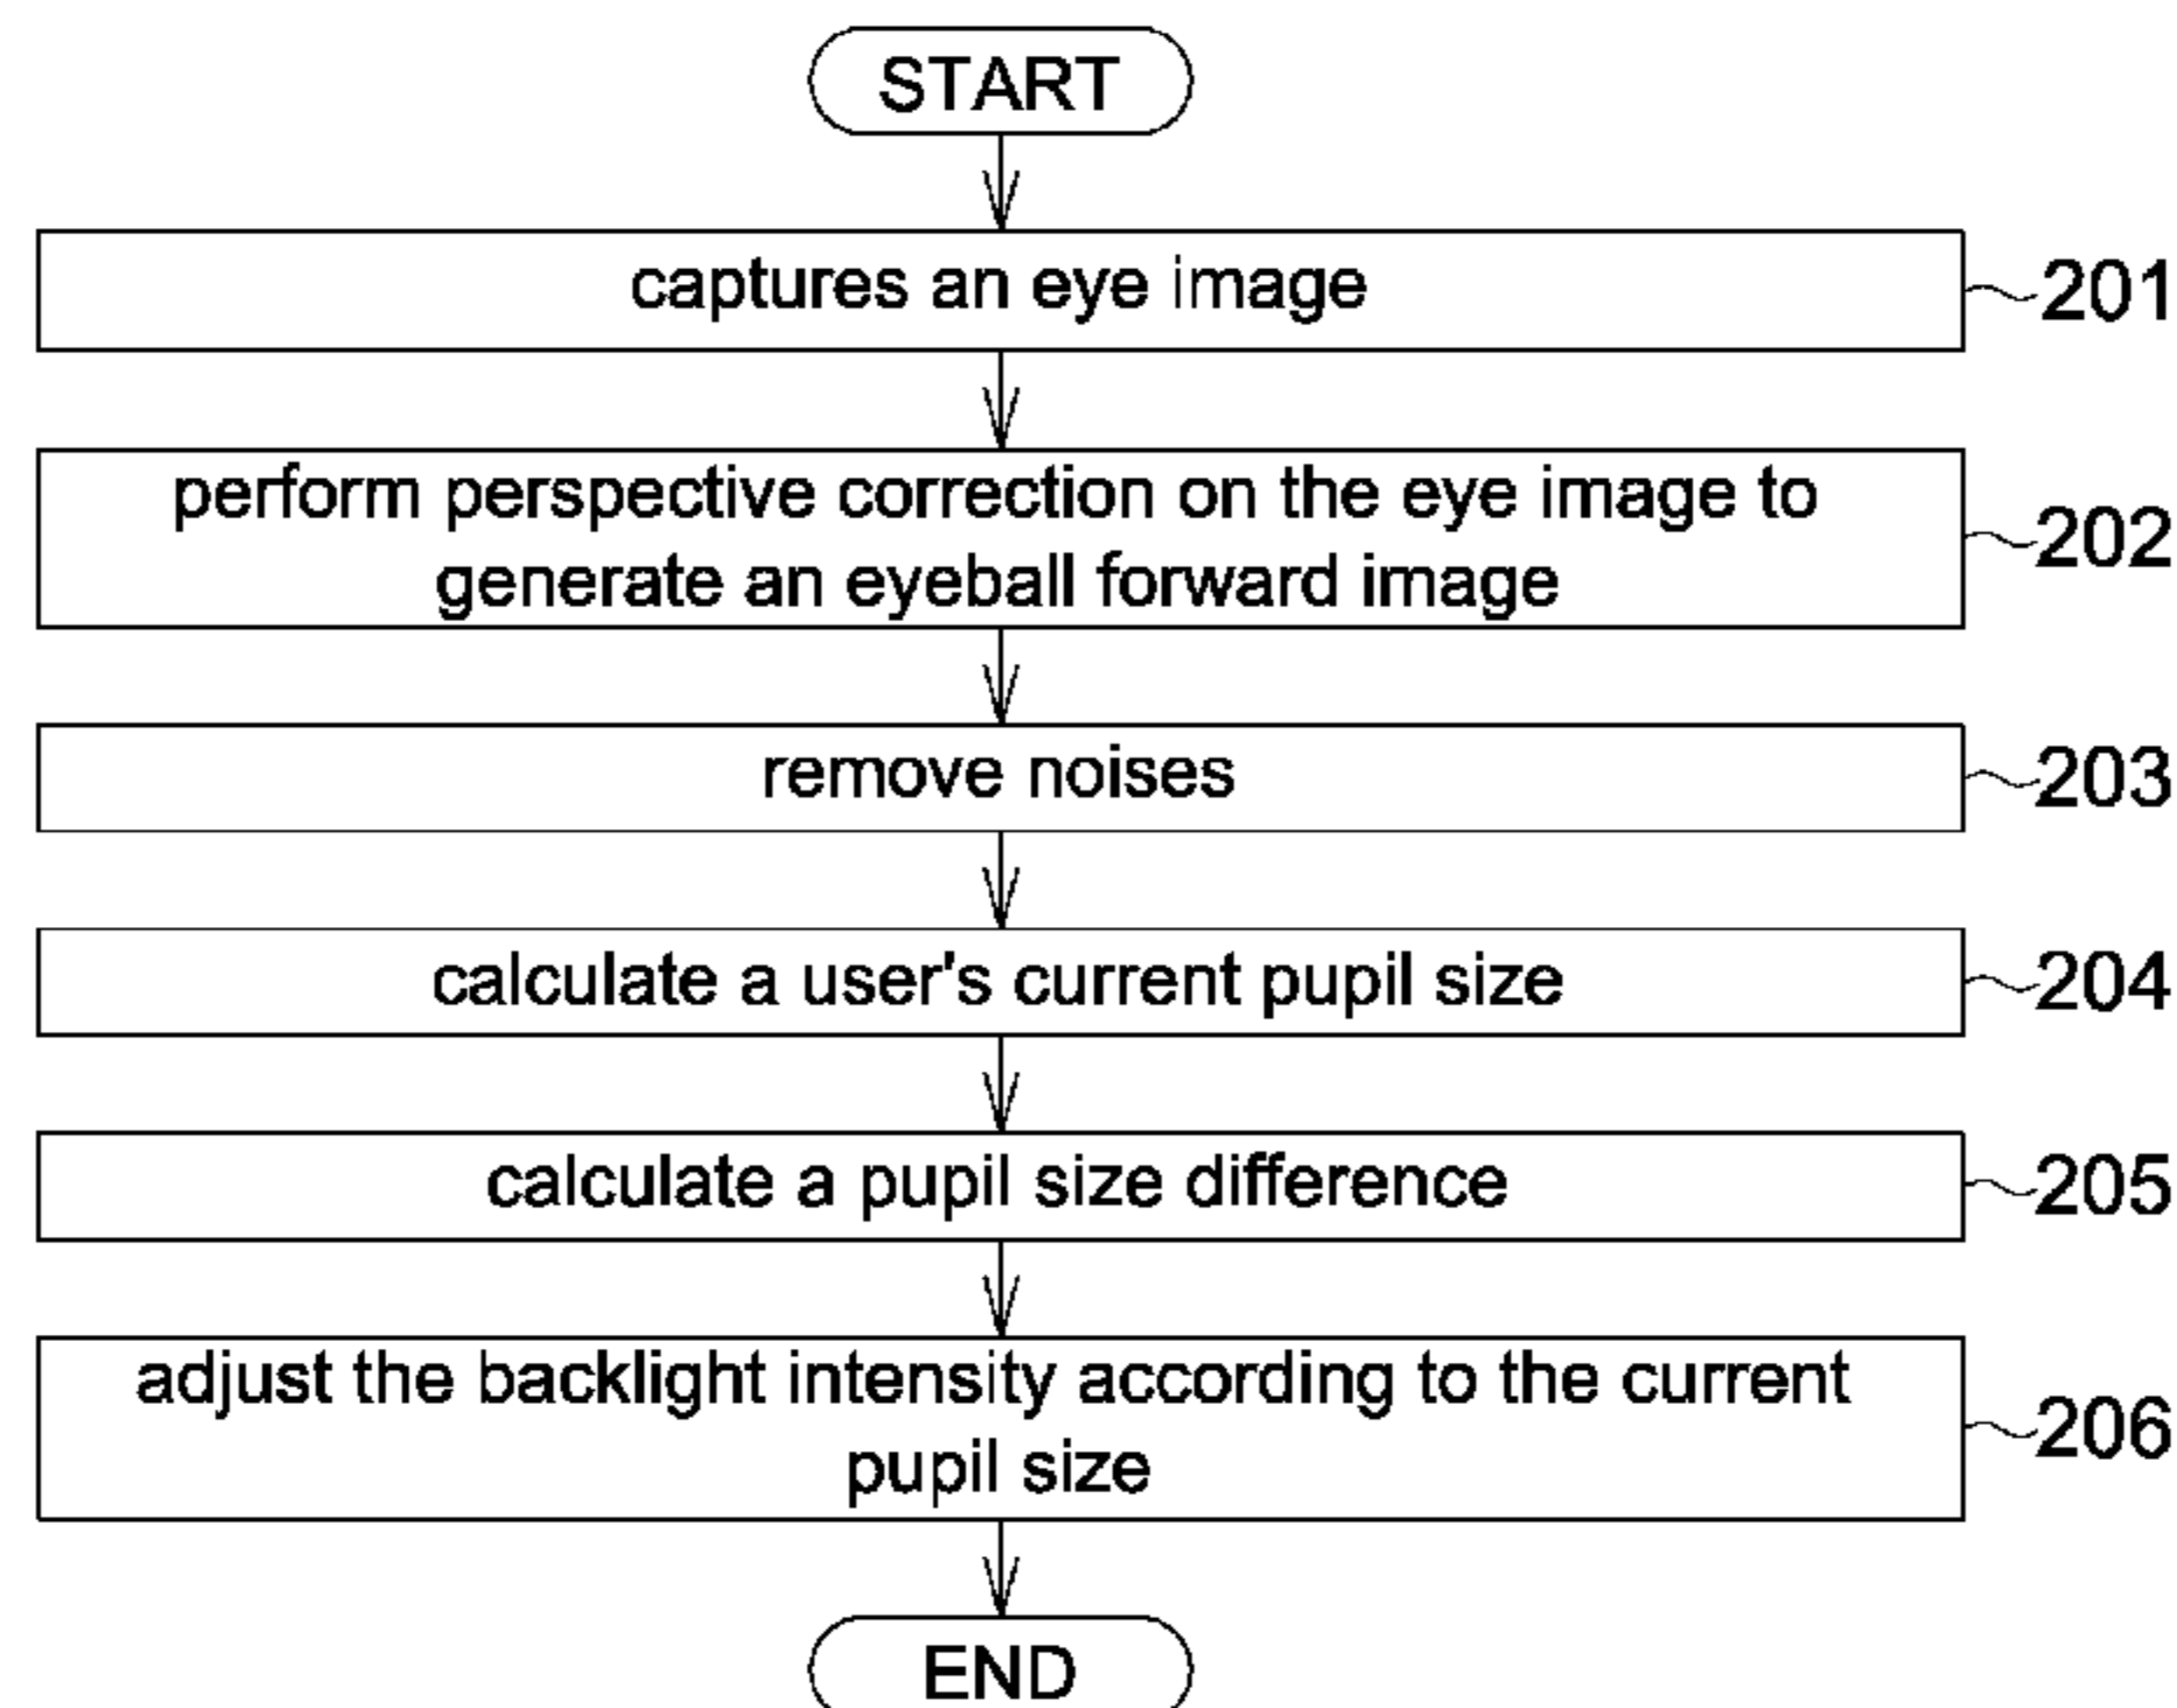 START
captures an eye image
201
perform perspective correction on the eye image to
generate an eyeball forward image
202
remove noises
203
calculate a user's current pupil size
204
calculate a pupil size difference
205
adjust the backlight intensity according to the current
pupil size
206
END